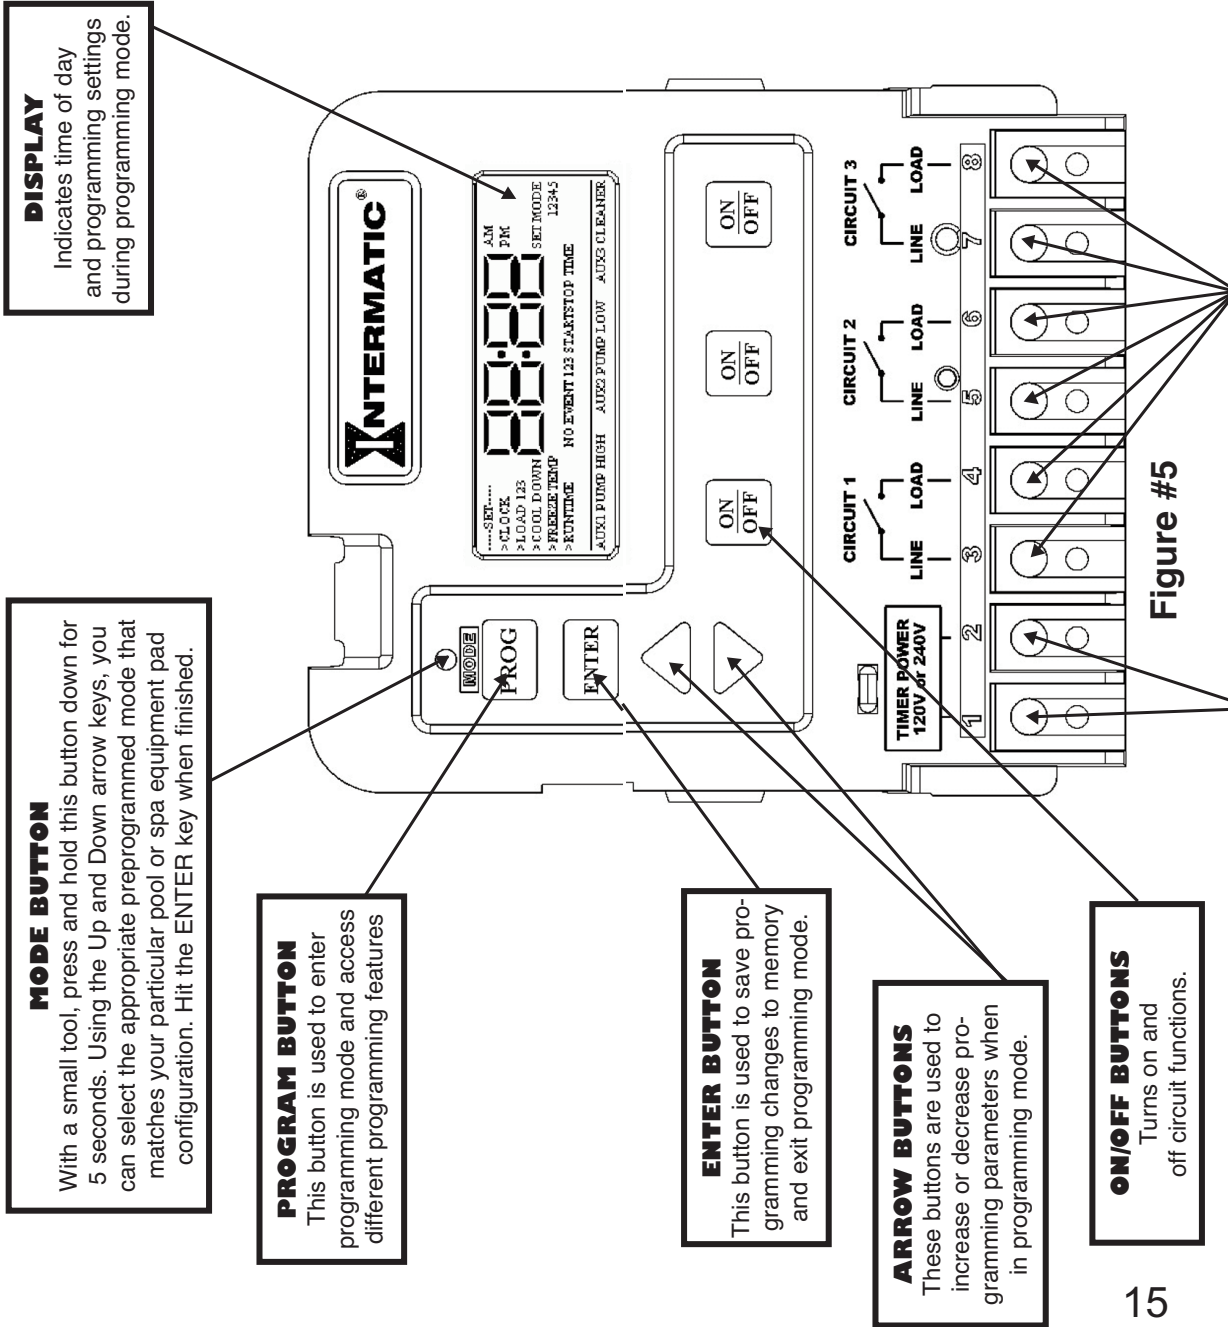 MODE BUTTON
With a small tool, press and hold this button down for
5 seconds. Using the Up and Down arrow keys, you
can select the appropriate preprogrammed mode that
matches your particular pool or spa equipment pad
configuration. Hit the ENTER key when finished.
DISPLAY
Indicates time of day
and programming settings
during programming mode.
PROGRAM BUTTON
This button is used to enter
programming mode and access
different programming features
ENTER BUTTON
This button is used to save pro-
gramming changes to memory
and exit programming mode.
ARROW BUTTONS
These buttons are used to
increase or decrease pro-
gramming parameters when
in programming mode.
ON/OFF BUTTONS
Turns on and
off circuit functions.
INTERMATIC®
-----SET-----
>CLOCK
>LOAD 123
>COOL DOWN
>FREEZE TEMP
>RUNTIME
88:88
AM
PM
SET MODE
12345
NO EVENT 123 START STOP TIME
AUX1 PUMP HIGH AUX2 PUMP LOW AUX3 CLEANER
MODE
PROG
ENTER
ON
OFF
ON
OFF
ON
OFF
TIMER POWER
120V or 240V
CIRCUIT 1
LINE LOAD
CIRCUIT 2
LINE LOAD
CIRCUIT 3
LINE LOAD
1 2 3 4 5 6 7 8
Figure #5
15